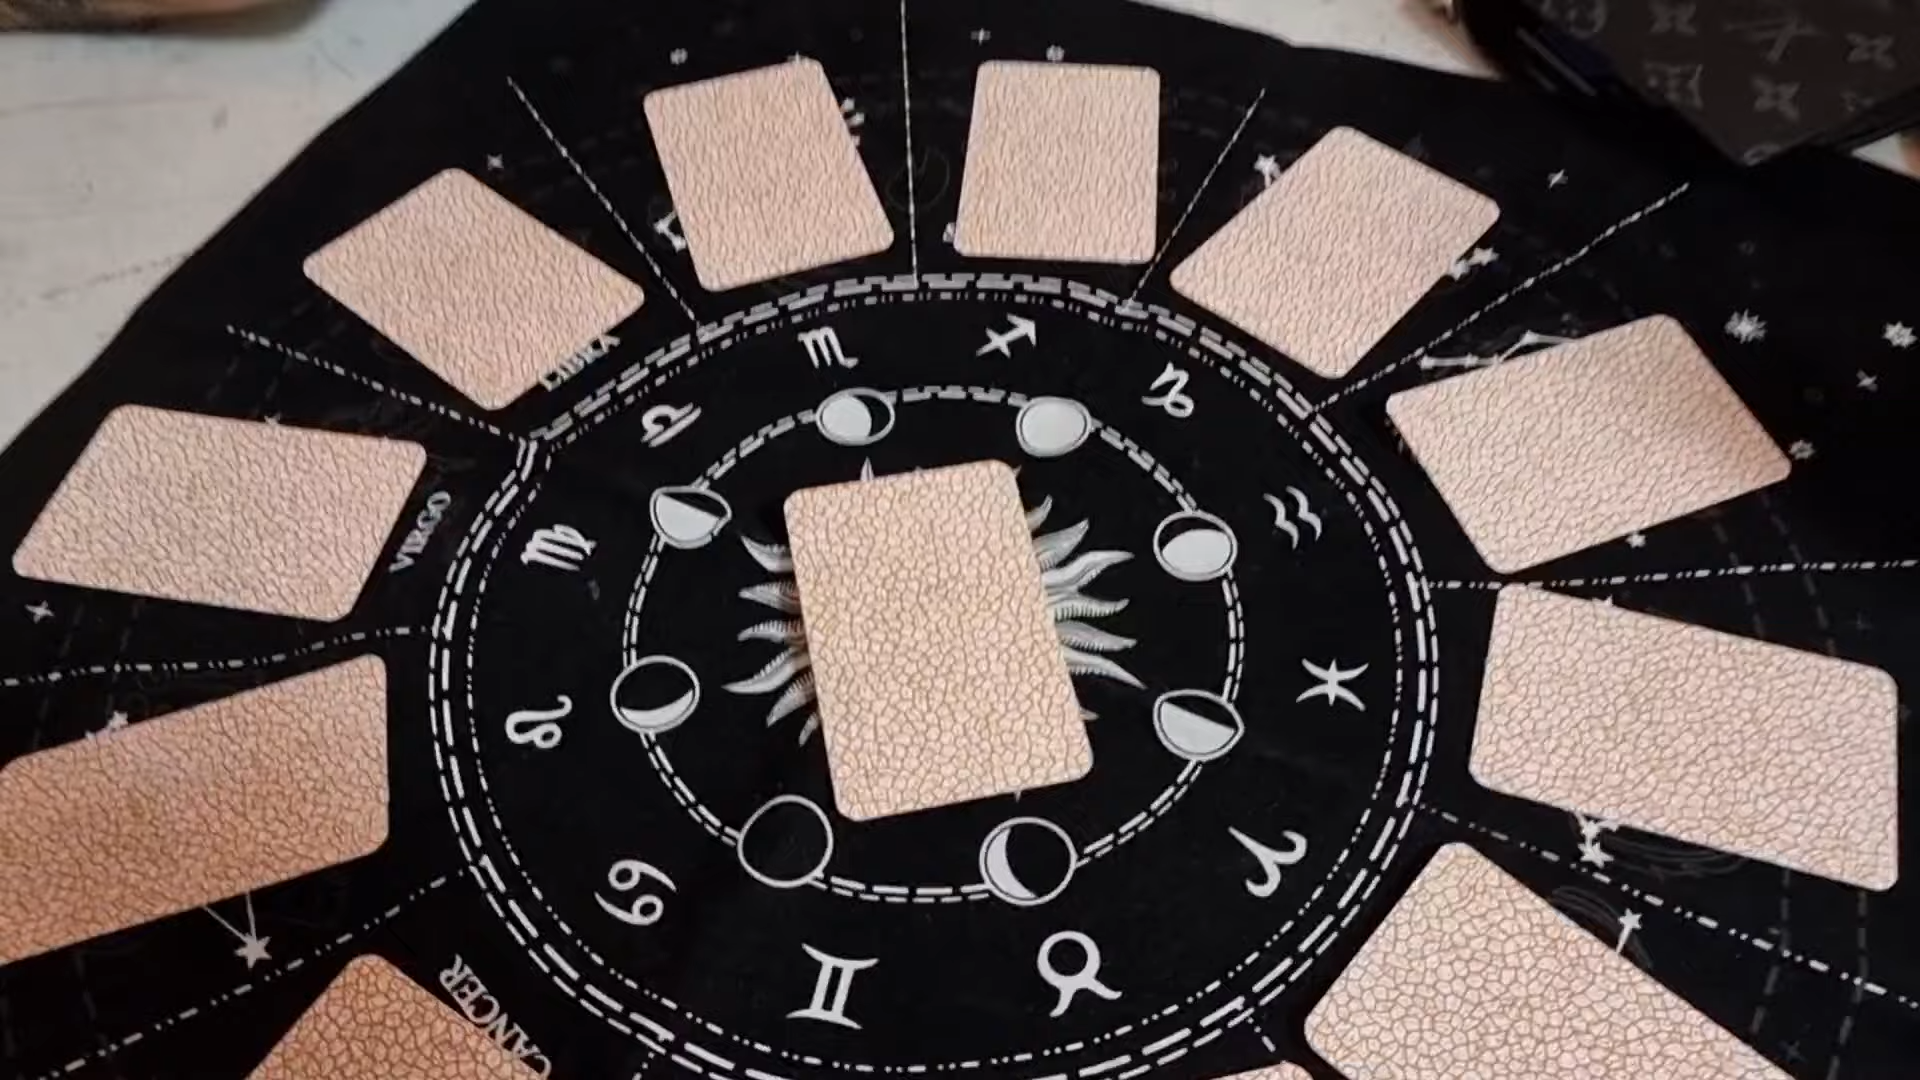 LIBRA
VIRGO
CANCER
♏ ♐
♎ ♑
♍ ♒
♌ ♓
♋ ♈
♊ ♉